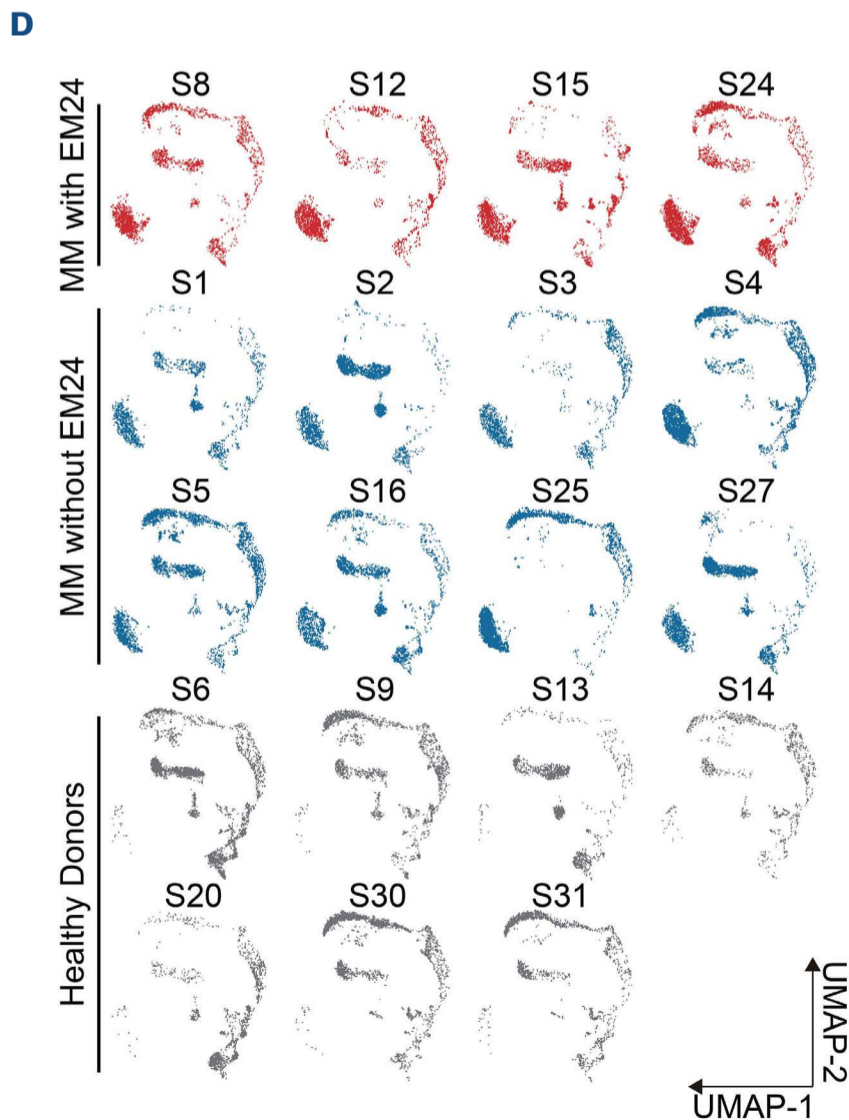 D
MM with EM24
S8 S12 S15 S24
MM without EM24
S1 S2 S3 S4
S5 S16 S25 S27
Healthy Donors
S6 S9 S13 S14
S20 S30 S31
UMAP-2
UMAP-1